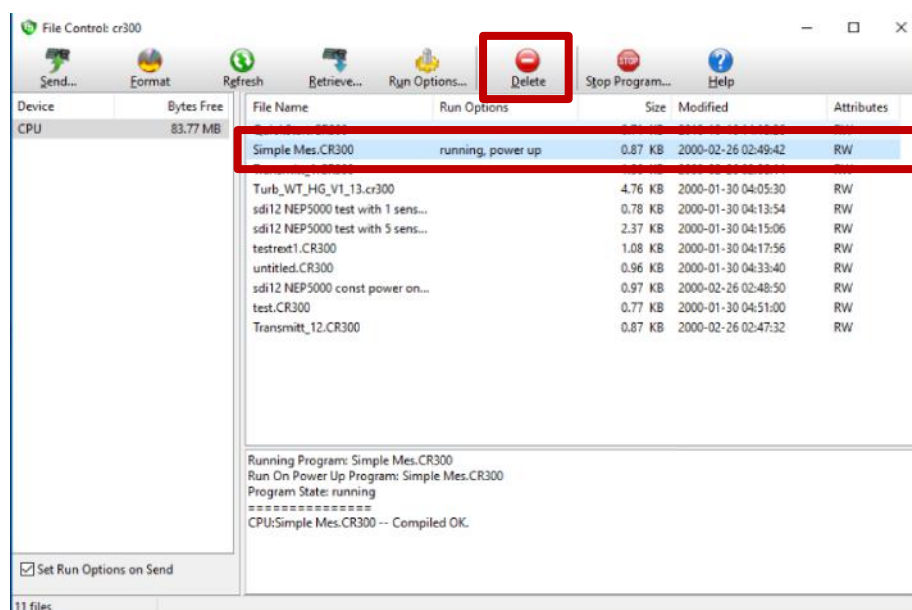 File Control: cr300
Send... Format Refresh Retrieve... Run Options... Delete STOP Stop Program... Help
Device Bytes Free File Name Run Options Size Modified Attributes
CPU 83.77 MB
Simple Mes.CR300 running, power up 0.87 KB 2000-02-26 02:49:42 RW
Turb_WT_HG_V1_13.cr300 4.76 KB 2000-01-30 04:05:30 RW
sdi12 NEP5000 test with 1 sens... 0.78 KB 2000-01-30 04:13:54 RW
sdi12 NEP5000 test with 5 sens... 2.37 KB 2000-01-30 04:15:06 RW
testrext1.CR300 1.08 KB 2000-01-30 04:17:56 RW
untitled.CR300 0.96 KB 2000-01-30 04:33:40 RW
sdi12 NEP5000 const power on... 0.97 KB 2000-02-26 02:48:50 RW
test.CR300 0.77 KB 2000-01-30 04:51:00 RW
Transmitt_12.CR300 0.87 KB 2000-02-26 02:47:32 RW
Running Program: Simple Mes.CR300
Run On Power Up Program: Simple Mes.CR300
Program State: running
===============
CPU:Simple Mes.CR300 -- Compiled OK.
Set Run Options on Send
11 files